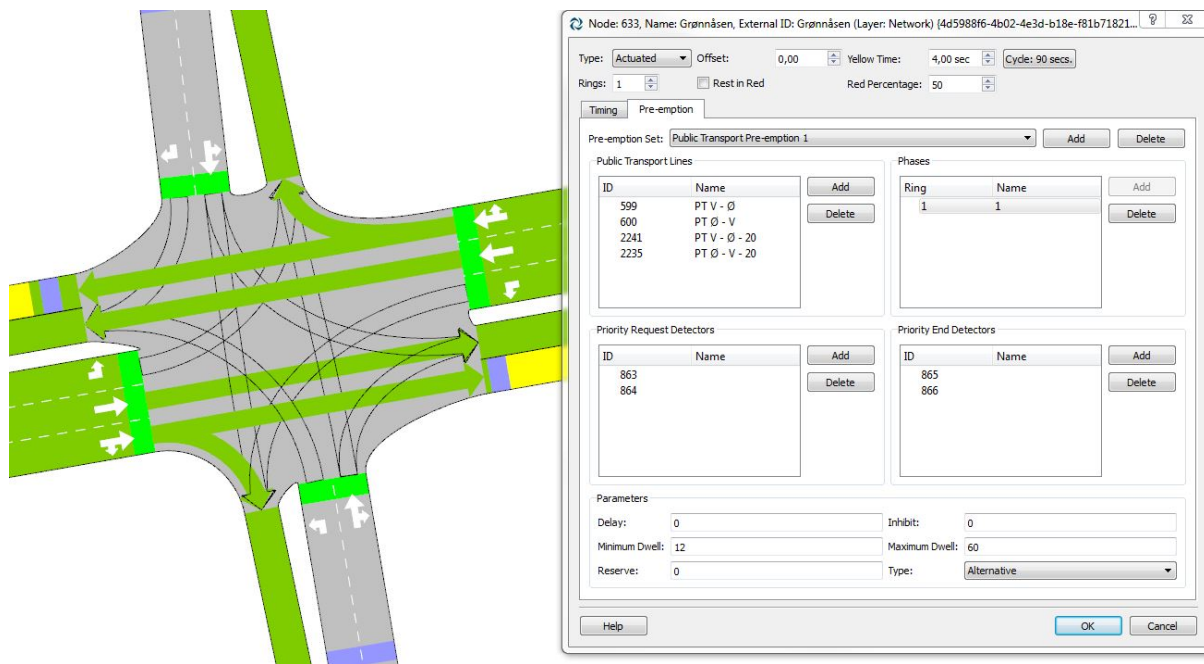 Node: 633, Name: Grønnåsen, External ID: Grønnåsen (Layer: Network) {4d5988f6-4b02-4e3d-b18e-f81b71821...
Type: Actuated Offset: 0,00 Yellow Time: 4,00 sec Cycle: 90 secs.
Rings: 1 Rest in Red Red Percentage: 50
Timing Pre-emption
Pre-emption Set: Public Transport Pre-emption 1 Add Delete
Public Transport Lines Phases
ID Name Add Ring Name Add
599 PT V - Ø Delete 1 1 Delete
600 PT Ø - V
2241 PT V - Ø - 20
2235 PT Ø - V - 20
Priority Request Detectors Priority End Detectors
ID Name Add ID Name Add
863 Delete 865 Delete
864 866
Parameters
Delay: 0 Inhibit: 0
Minimum Dwell: 12 Maximum Dwell: 60
Reserve: 0 Type: Alternative
Help OK Cancel